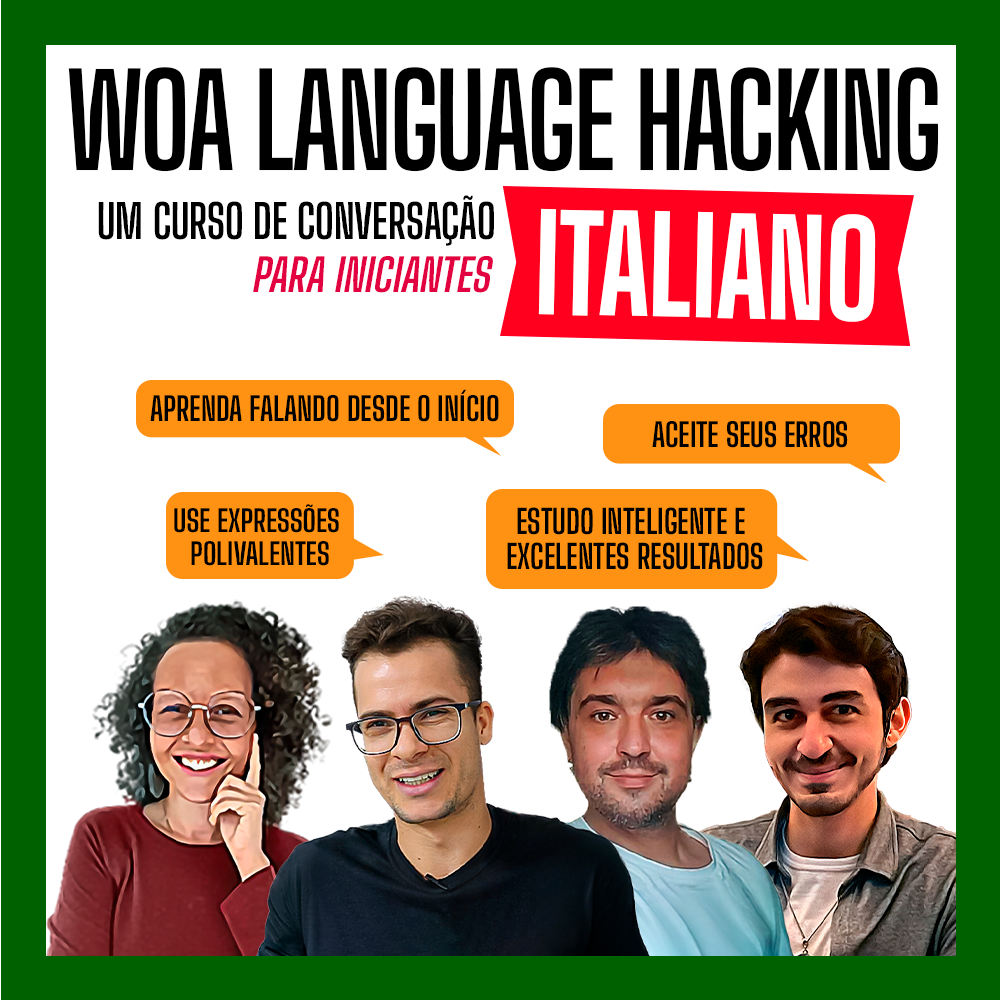 WOA LANGUAGE HACKING
UM CURSO DE CONVERSAÇÃO
PARA INICIANTES
ITALIANO
APRENDA FALANDO DESDE O INÍCIO
ACEITE SEUS ERROS
USE EXPRESSÕES
POLIVALENTES
ESTUDO INTELIGENTE E
EXCELENTES RESULTADOS